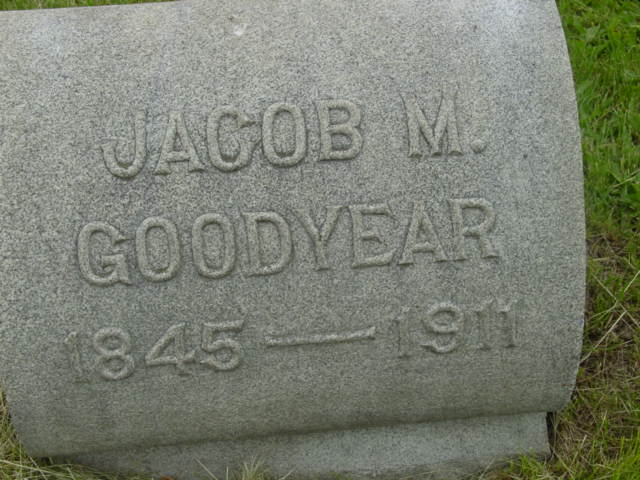 JACOB M.
GOODYEAR
1845 — 1911